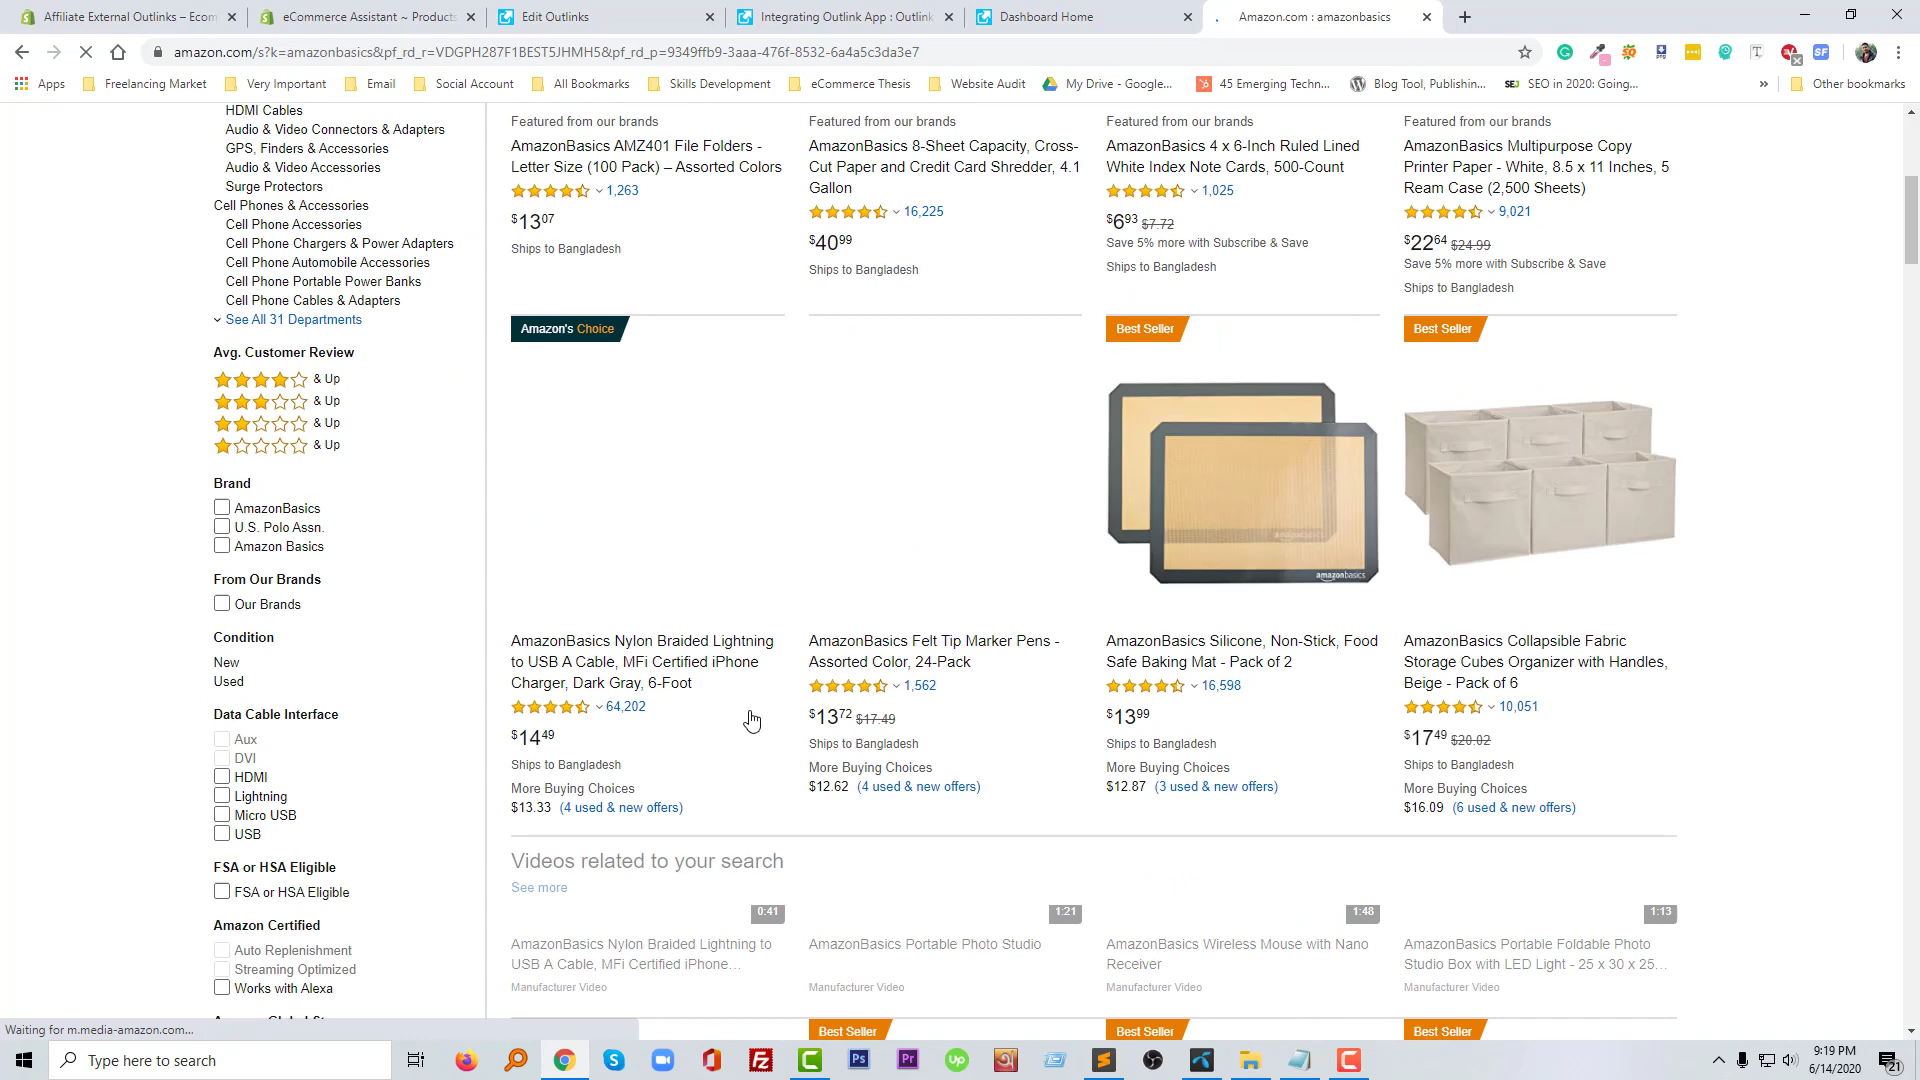 Affiliate External Outlinks – Ecom
eCommerce Assistant ~ Products
Edit Outlinks
Integrating Outlink App : Outlink
Dashboard Home
Amazon.com : amazonbasics
amazon.com/s?k=amazonbasics&pf_rd_r=VDGPH287F1BEST5JHMH5&pf_rd_p=9349ffb9-3aaa-476f-8532-6a4a5c3da3e7
Apps
Freelancing Market
Very Important
Email
Social Account
All Bookmarks
Skills Development
eCommerce Thesis
Website Audit
My Drive - Google...
45 Emerging Techn...
Blog Tool, Publishin...
SEO in 2020: Going...
Other bookmarks
HDMI Cables
Audio & Video Connectors & Adapters
GPS, Finders & Accessories
Audio & Video Accessories
Surge Protectors
Cell Phones & Accessories
Cell Phone Accessories
Cell Phone Chargers & Power Adapters
Cell Phone Automobile Accessories
Cell Phone Portable Power Banks
Cell Phone Cables & Adapters
See All 31 Departments
Avg. Customer Review
& Up
& Up
& Up
& Up
Brand
AmazonBasics
U.S. Polo Assn.
Amazon Basics
From Our Brands
Our Brands
Condition
New
Used
Data Cable Interface
Aux
DVI
HDMI
Lightning
Micro USB
USB
FSA or HSA Eligible
FSA or HSA Eligible
Amazon Certified
Auto Replenishment
Streaming Optimized
Works with Alexa
Featured from our brands
AmazonBasics AMZ401 File Folders -
Letter Size (100 Pack) – Assorted Colors
1,263
$1307
Ships to Bangladesh
Featured from our brands
AmazonBasics 8-Sheet Capacity, Cross-
Cut Paper and Credit Card Shredder, 4.1
Gallon
16,225
$4099
Ships to Bangladesh
Featured from our brands
AmazonBasics 4 x 6-Inch Ruled Lined
White Index Note Cards, 500-Count
1,025
$693 $7.72
Save 5% more with Subscribe & Save
Ships to Bangladesh
Featured from our brands
AmazonBasics Multipurpose Copy
Printer Paper - White, 8.5 x 11 Inches, 5
Ream Case (2,500 Sheets)
9,021
$2264 $24.99
Save 5% more with Subscribe & Save
Ships to Bangladesh
Amazon's Choice
AmazonBasics Nylon Braided Lightning
to USB A Cable, MFi Certified iPhone
Charger, Dark Gray, 6-Foot
64,202
$1449
Ships to Bangladesh
More Buying Choices
$13.33 (4 used & new offers)
AmazonBasics Felt Tip Marker Pens -
Assorted Color, 24-Pack
1,562
$1372 $17.49
Ships to Bangladesh
More Buying Choices
$12.62 (4 used & new offers)
Best Seller
amazonbasics
AmazonBasics Silicone, Non-Stick, Food
Safe Baking Mat - Pack of 2
16,598
$1399
Ships to Bangladesh
More Buying Choices
$12.87 (3 used & new offers)
Best Seller
AmazonBasics Collapsible Fabric
Storage Cubes Organizer with Handles,
Beige - Pack of 6
10,051
$1749 $20.02
Ships to Bangladesh
More Buying Choices
$16.09 (6 used & new offers)
Videos related to your search
See more
0:41
AmazonBasics Nylon Braided Lightning to
USB A Cable, MFi Certified iPhone…
Manufacturer Video
1:21
AmazonBasics Portable Photo Studio
Manufacturer Video
1:48
AmazonBasics Wireless Mouse with Nano
Receiver
Manufacturer Video
1:13
AmazonBasics Portable Foldable Photo
Studio Box with LED Light - 25 x 30 x 25…
Manufacturer Video
Best Seller
Best Seller
Best Seller
Waiting for m.media-amazon.com...
Type here to search
9:19 PM
6/14/2020
21